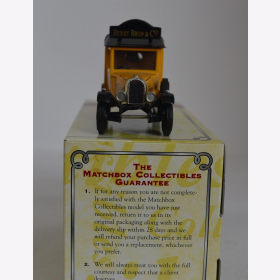 THE
MATCHBOX COLLECTIBLES
GUARANTEE
1. If for any reason you are not completely
satisfied with the Matchbox
Collectibles model you have just
received, return it to us in its
original packaging along with the
delivery slip within 28 days and we
will refund your purchase price in full
or send you a replacement, whichever
you prefer.
2. We will always treat you with the full
courtesy and respect that a client